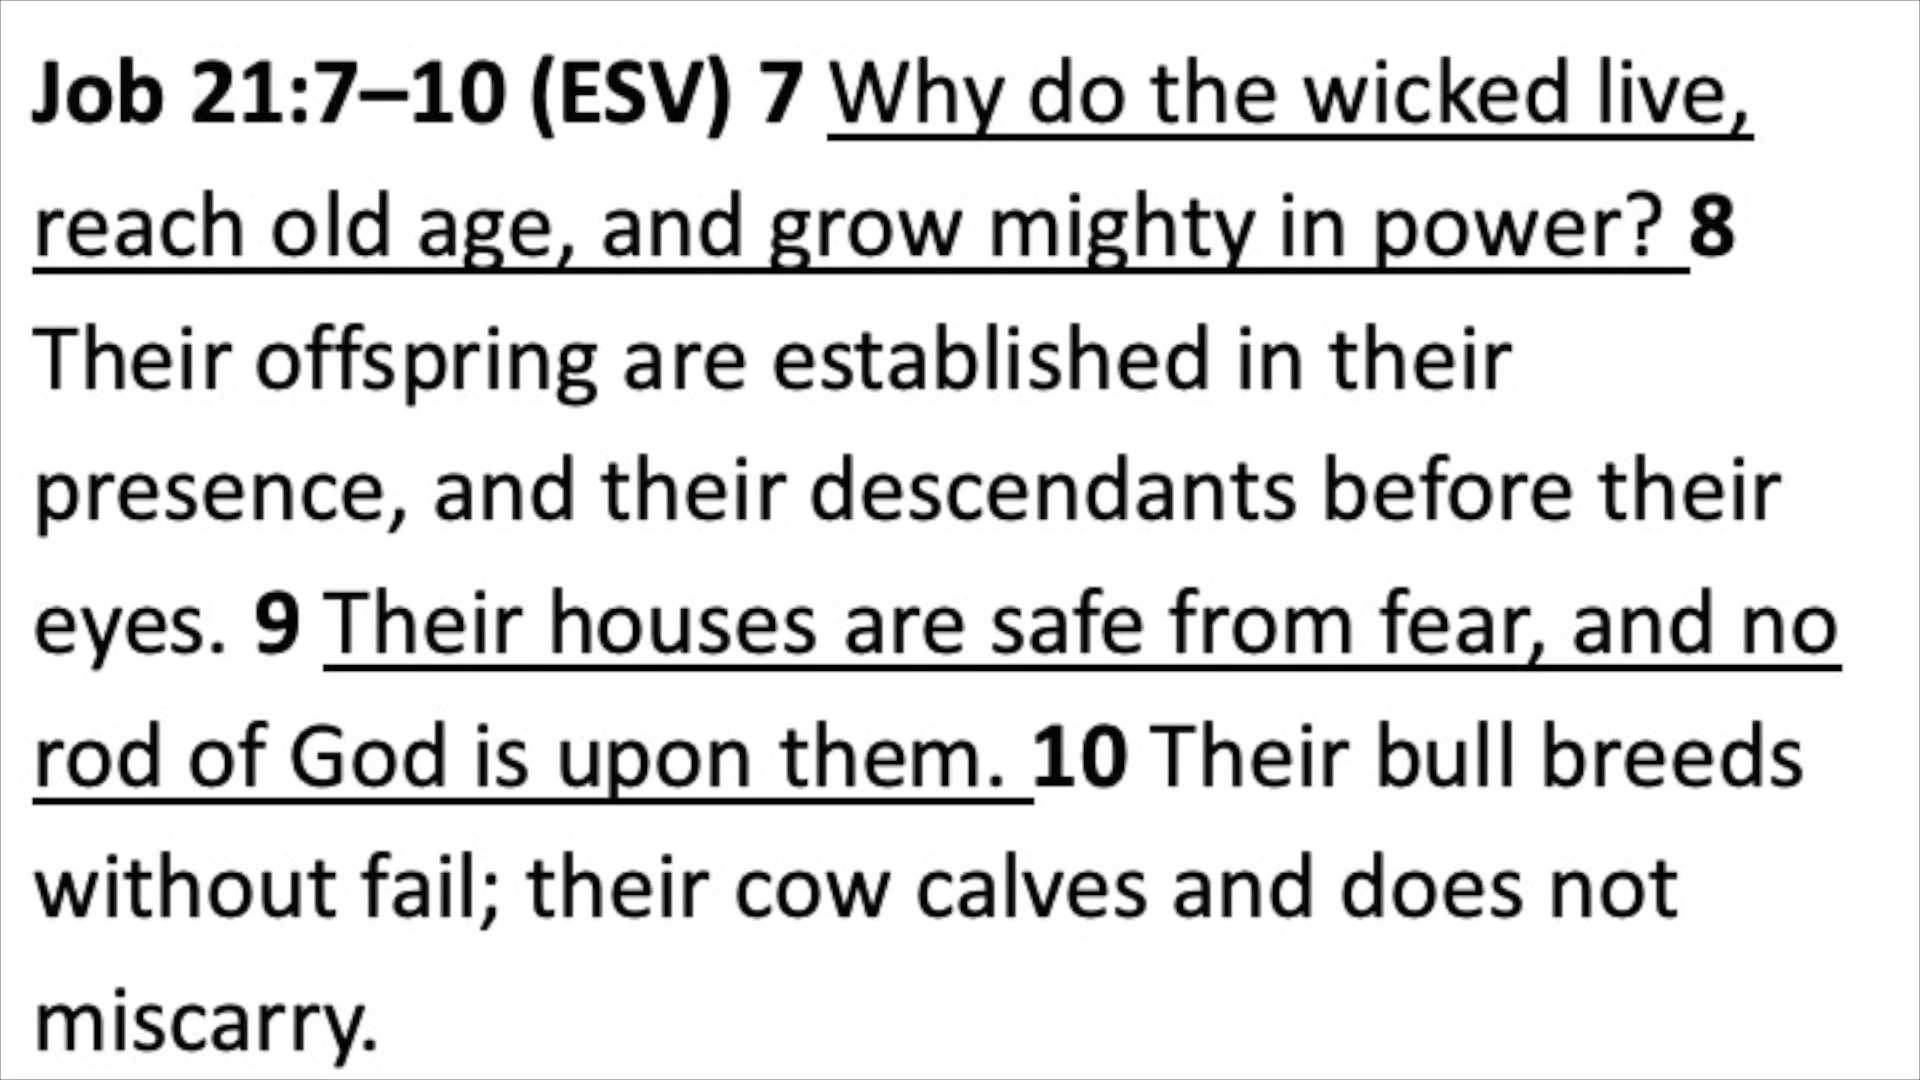 Job 21:7–10 (ESV) 7 Why do the wicked live,
reach old age, and grow mighty in power? 8
Their offspring are established in their
presence, and their descendants before their
eyes. 9 Their houses are safe from fear, and no
rod of God is upon them. 10 Their bull breeds
without fail; their cow calves and does not
miscarry.